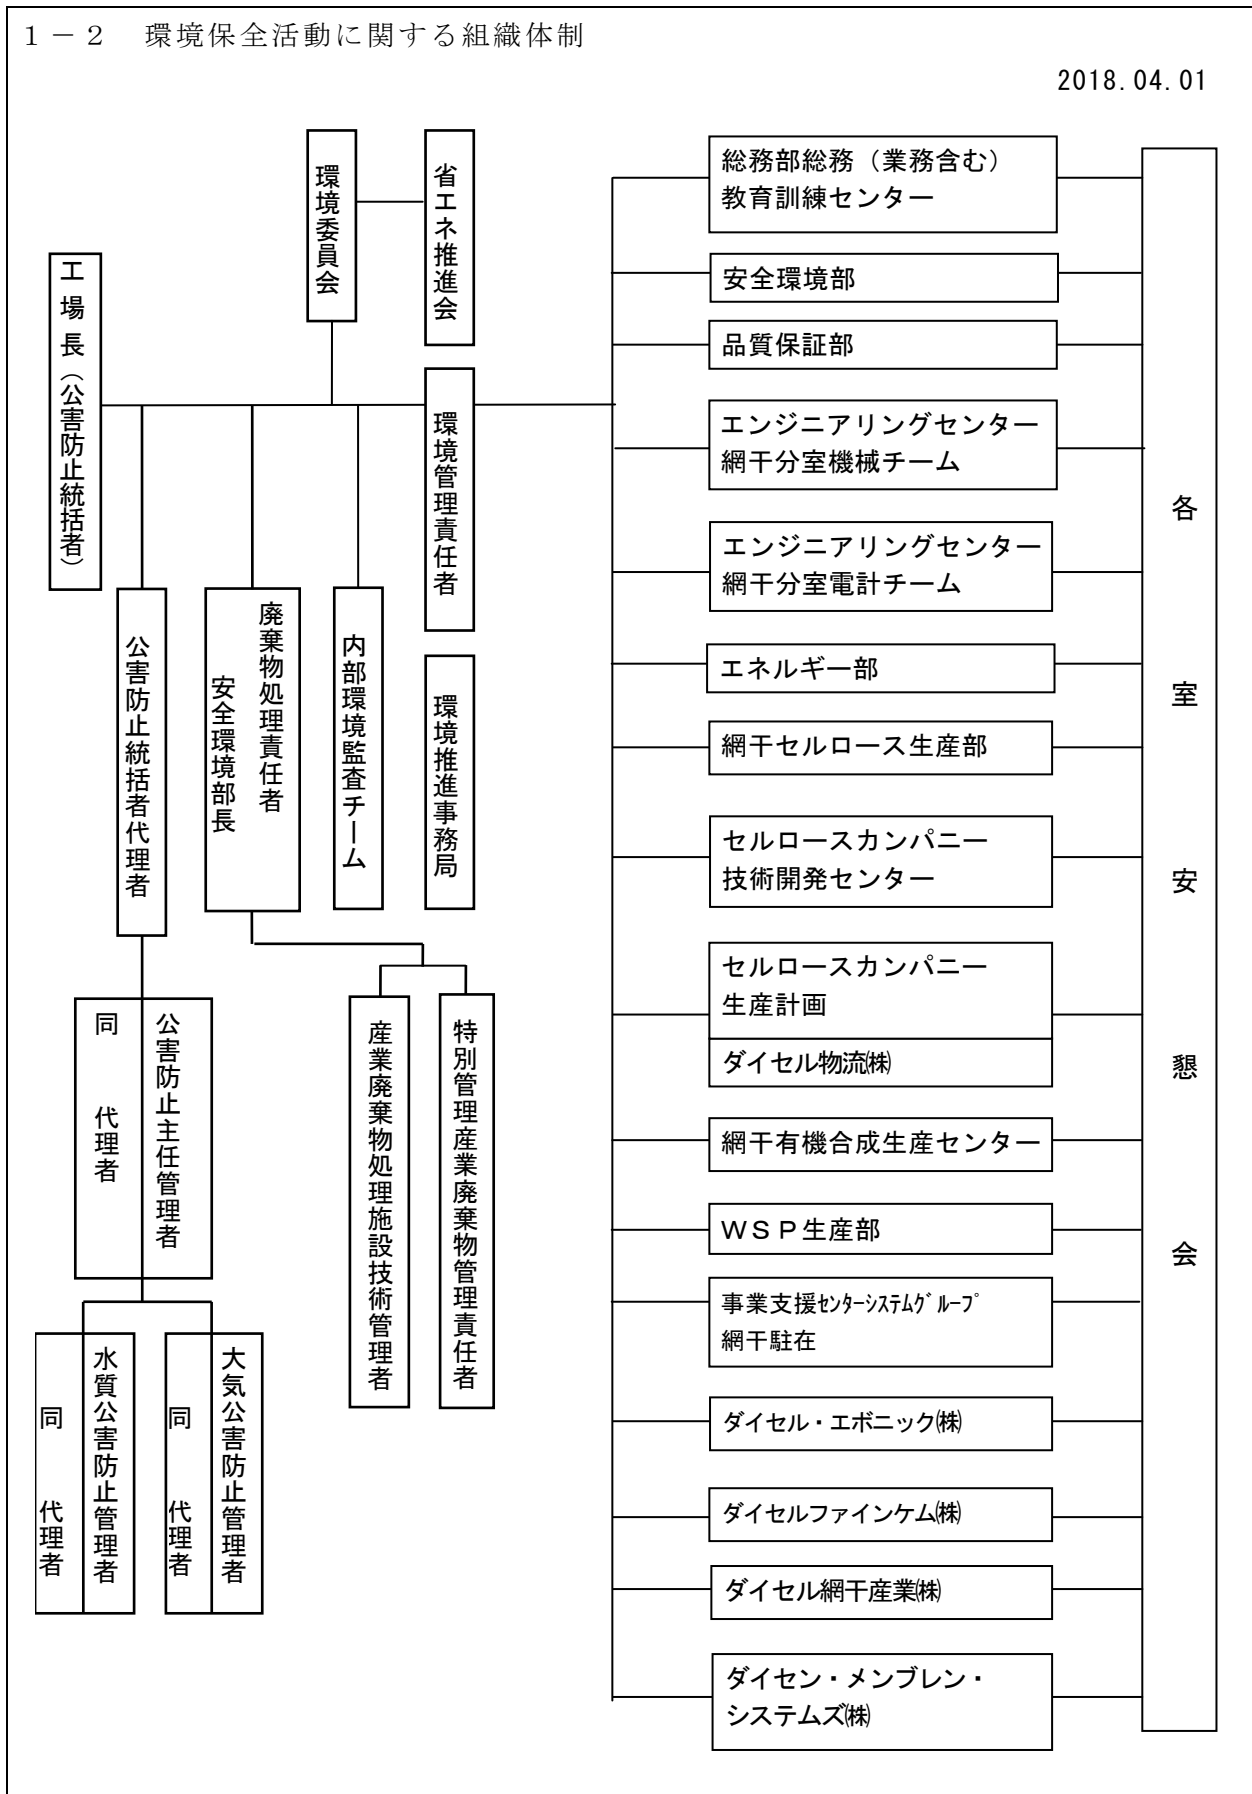 １－２　環境保全活動に関する組織体制
2018.04.01
工場長（公害防止統括者）
環境委員会
省エネ推進会
環境管理責任者
環境推進事務局
内部環境監査チーム
廃棄物処理責任者
安全環境部長
公害防止統括者代理者
公害防止主任管理者
同　代理者
大気公害防止管理者
同　代理者
水質公害防止管理者
同　代理者
特別管理産業廃棄物管理責任者
産業廃棄物処理施設技術管理者
総務部総務（業務含む）
教育訓練センター
安全環境部
品質保証部
エンジニアリングセンター
網干分室機械チーム
エンジニアリングセンター
網干分室電計チーム
エネルギー部
網干セルロース生産部
セルロースカンパニー
技術開発センター
セルロースカンパニー
生産計画
ダイセル物流㈱
網干有機合成生産センター
ＷＳＰ生産部
事業支援ｾﾝﾀｰｼｽﾃﾑｸﾞﾙｰﾌﾟ
網干駐在
ダイセル・エボニック㈱
ダイセルファインケム㈱
ダイセル網干産業㈱
ダイセン・メンブレン・
システムズ㈱
各室安懇会